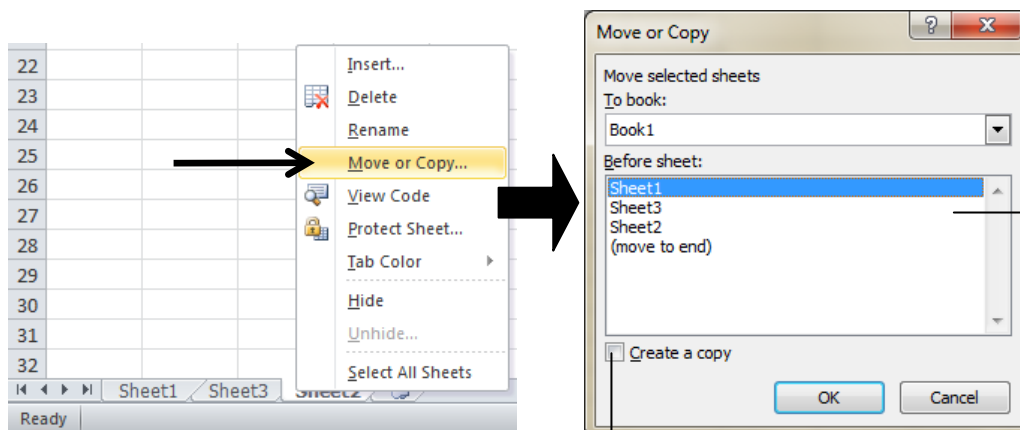 22
23
24
25
26
27
28
29
30
31
32
Insert...
Delete
Rename
Move or Copy...
View Code
Protect Sheet...
Tab Color
Hide
Unhide...
Select All Sheets
Sheet1 Sheet3 Sheet2
Ready
Move or Copy
Move selected sheets
To book:
Book1
Before sheet:
Sheet1
Sheet3
Sheet2
(move to end)
Create a copy
OK Cancel